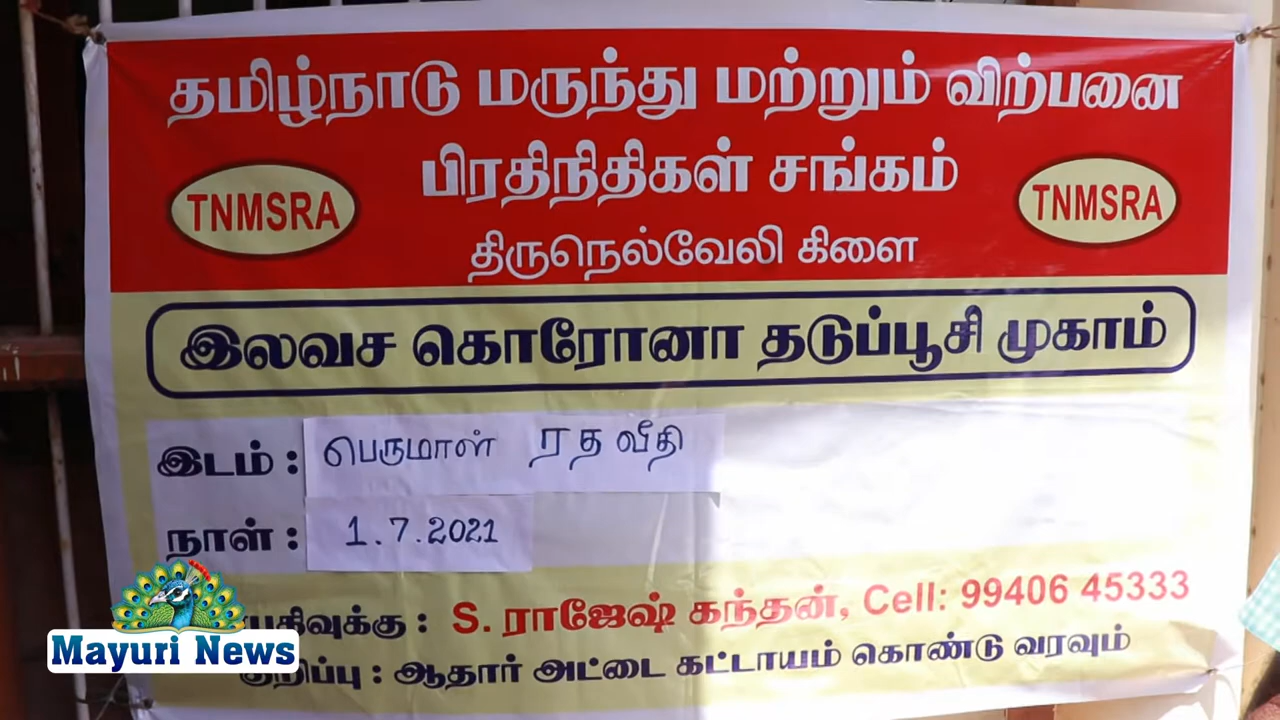 தமிழ்நாடு மருந்து மற்றும் விற்பனை
பிரதிநிதிகள் சங்கம்
TNMSRA
TNMSRA
திருநெல்வேலி கிளை
இலவச கொரோனா தடுப்பூசி முகாம்
இடம் : பெருமாள் ரத வீதி
நாள் : 1.7.2021
S. ராஜேஷ் கந்தன், Cell: 99406 45333
: ஆதார் அட்டை கட்டாயம் கொண்டு வரவும்
Mayuri News